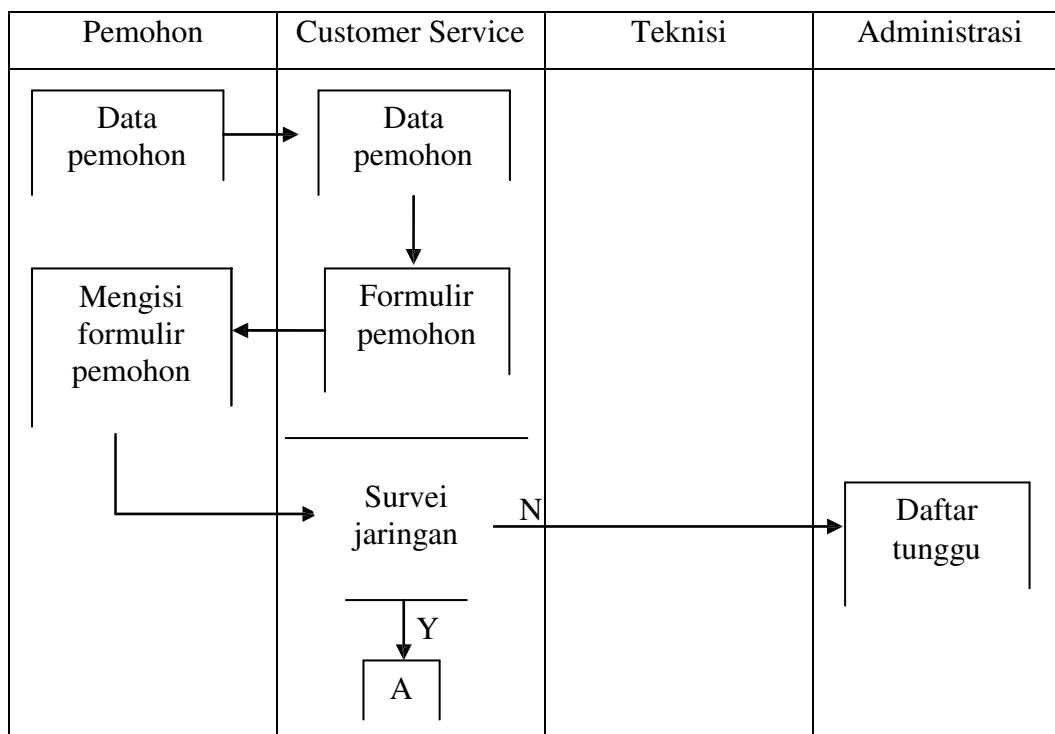 Pemohon
Customer Service
Teknisi
Administrasi
Data
pemohon
Data
pemohon
Mengisi
formulir
pemohon
Formulir
pemohon
Survei
jaringan
N
Daftar
tunggu
Y
A